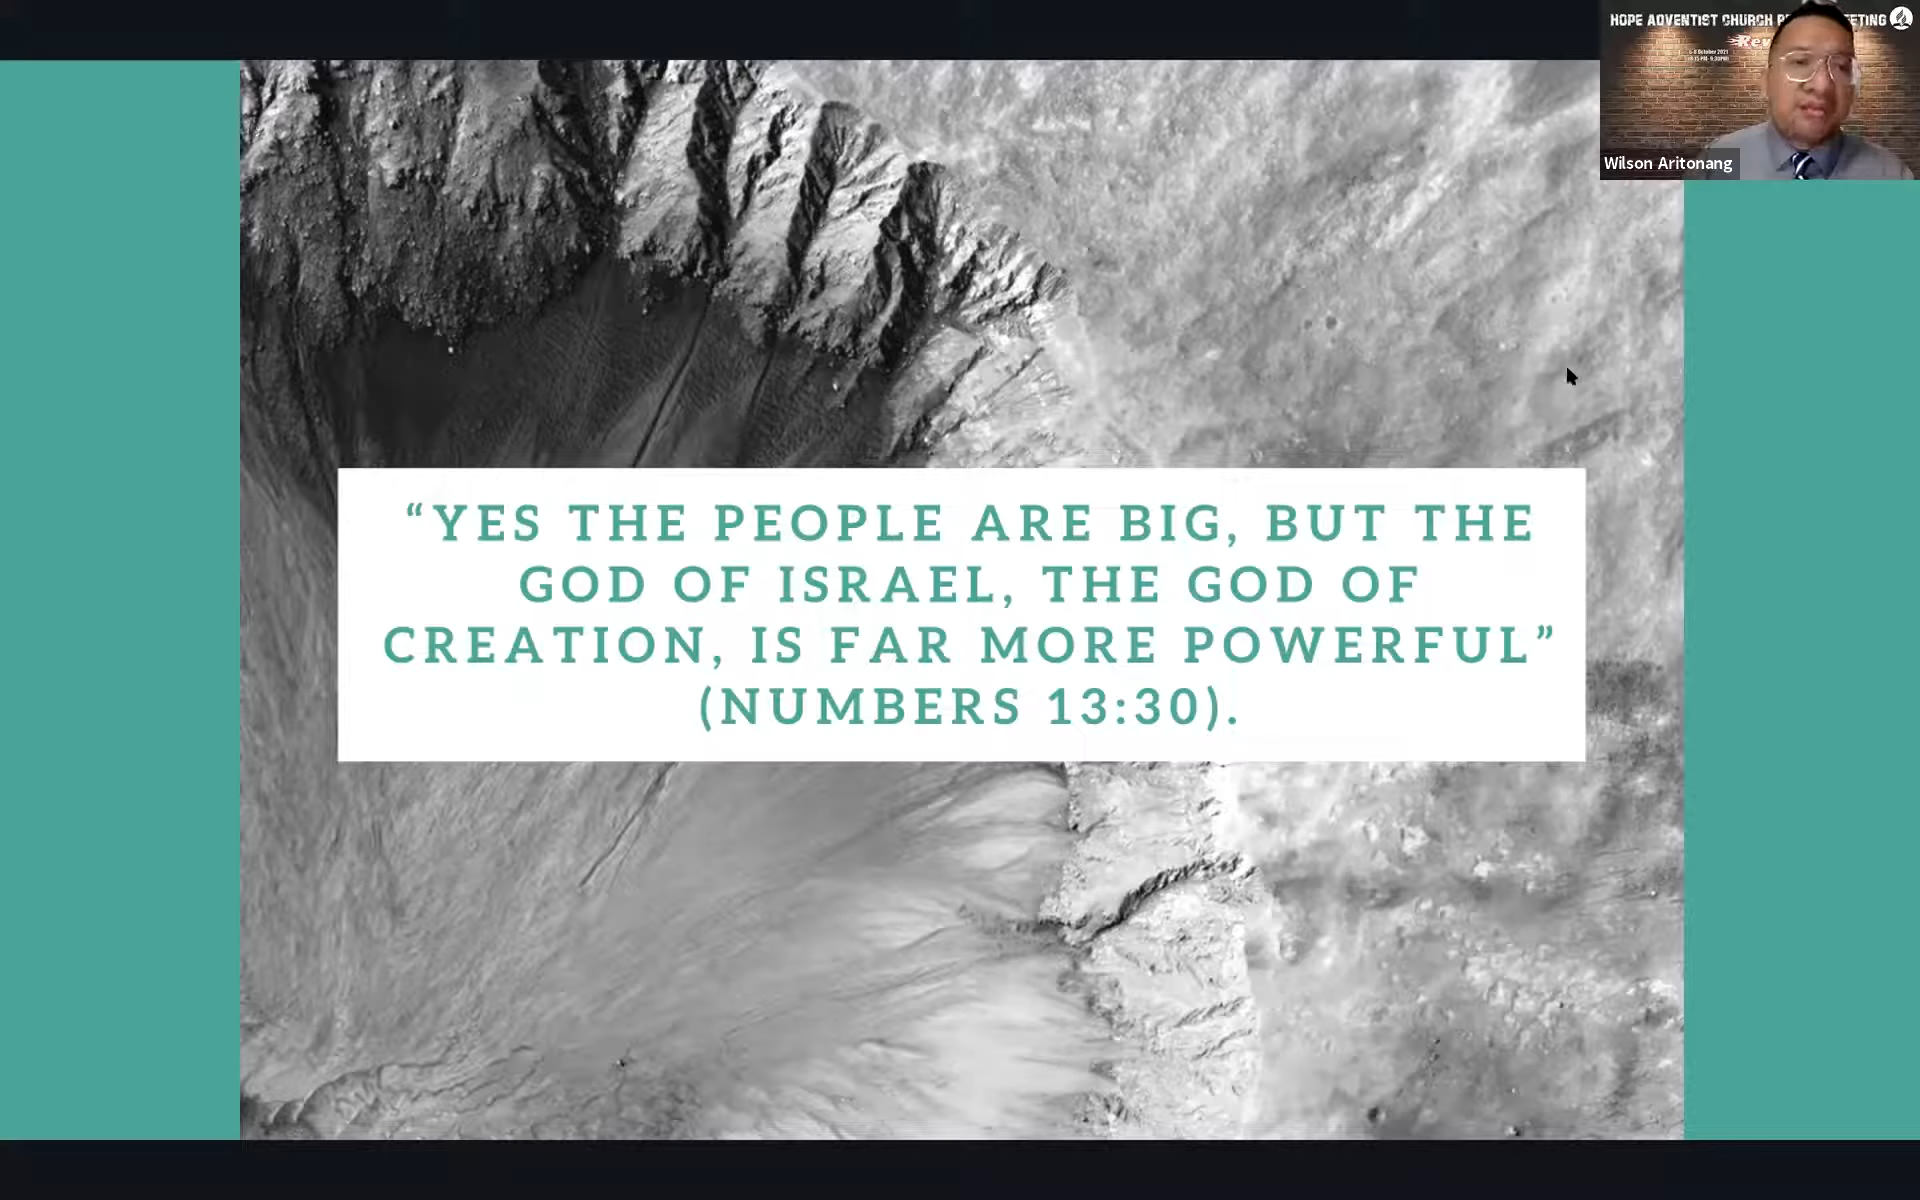 “YES THE PEOPLE ARE BIG, BUT THE
GOD OF ISRAEL, THE GOD OF
CREATION, IS FAR MORE POWERFUL”
(NUMBERS 13:30).
HOPE ADVENTIST CHURCH
Wilson Aritonang